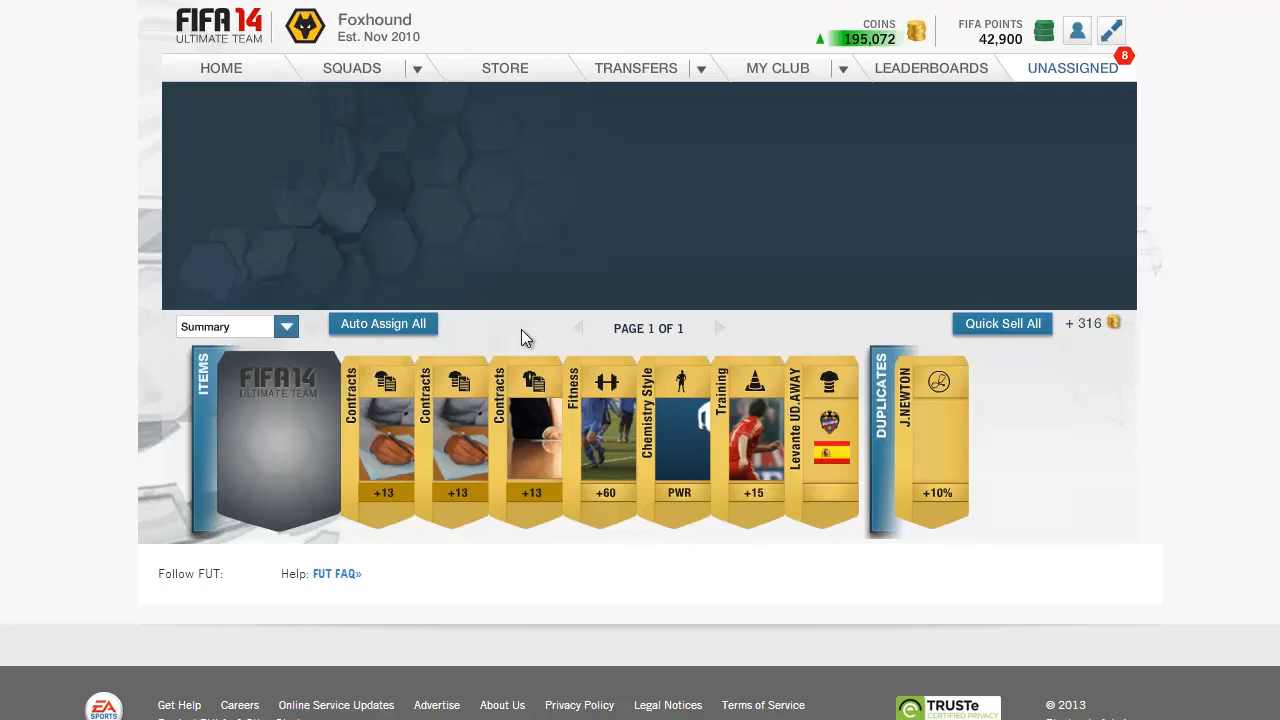 FIFA 14
ULTIMATE TEAM
Foxhound
Est. Nov 2010
COINS
195,072
FIFA POINTS
42,900
HOME
SQUADS
STORE
TRANSFERS
MY CLUB
LEADERBOARDS
UNASSIGNED
8
Summary
Auto Assign All
PAGE 1 OF 1
Quick Sell All
+ 316
ITEMS
FIFA 14
ULTIMATE TEAM
Contracts
+13
Contracts
+13
Contracts
+13
Fitness
+60
Chemistry Style
PWR
Training
+15
Levante UD.AWAY
DUPLICATES
J.NEWTON
+10%
Follow FUT:
Help: FUT FAQ»
EA
SPORTS
Get Help
Careers
Online Service Updates
Advertise
About Us
Privacy Policy
Legal Notices
Terms of Service
TRUSTe
CERTIFIED PRIVACY
© 2013